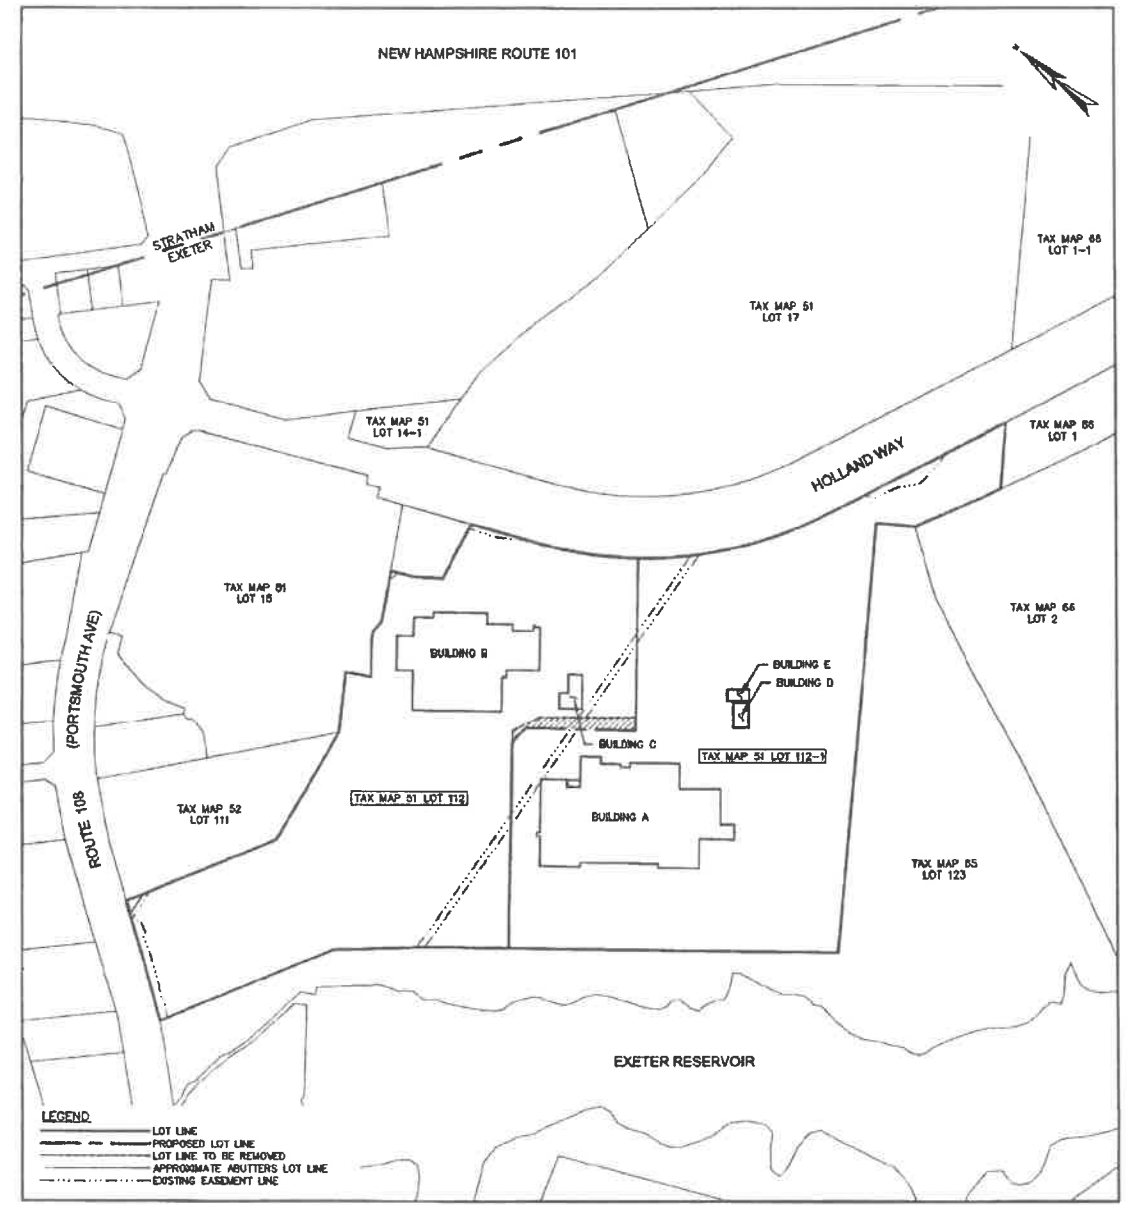 NEW HAMPSHIRE ROUTE 101
STRATHAM
EXETER
TAX MAP 66
LOT 1-1
TAX MAP 51
LOT 17
TAX MAP 51
LOT 14-1
TAX MAP 66
LOT 1
HOLLAND WAY
TAX MAP 51
LOT 15
TAX MAP 66
LOT 2
(PORTSMOUTH AVE)
ROUTE 108
BUILDING B
BUILDING E
BUILDING D
BUILDING C
TAX MAP 51 LOT 112-1
TAX MAP 51 LOT 112
TAX MAP 52
LOT 111
BUILDING A
TAX MAP 65
LOT 123
EXETER RESERVOIR
LEGEND
LOT LINE
PROPOSED LOT LINE
LOT LINE TO BE REMOVED
APPROXIMATE ABUTTERS LOT LINE
EXISTING EASEMENT LINE